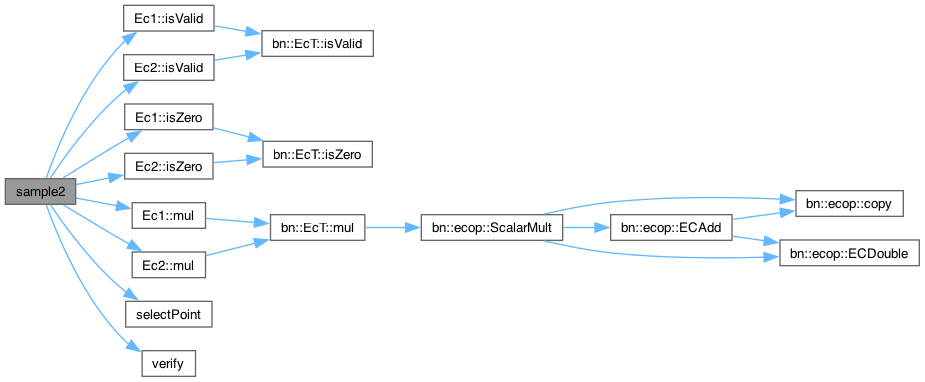 sample2
Ec1::isValid
Ec2::isValid
bn::EcT::isValid
Ec1::isZero
Ec2::isZero
bn::EcT::isZero
Ec1::mul
Ec2::mul
bn::EcT::mul
bn::ecop::ScalarMult
bn::ecop::ECAdd
bn::ecop::copy
bn::ecop::ECDouble
selectPoint
verify